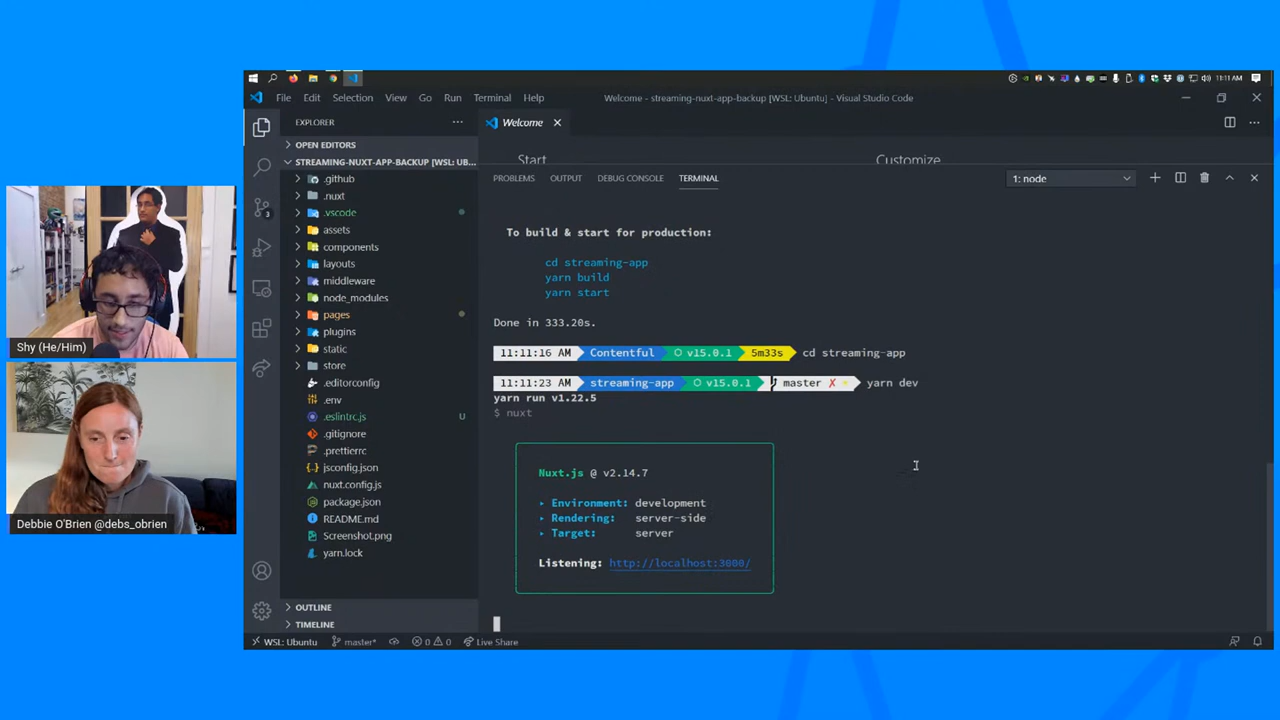 11:11 AM
File Edit Selection View Go Run Terminal Help
Welcome - streaming-nuxt-app-backup [WSL: Ubuntu] - Visual Studio Code
EXPLORER
Welcome
OPEN EDITORS
STREAMING-NUXT-APP-BACKUP [WSL: UB...
.github
.nuxt
.vscode
assets
components
layouts
middleware
node_modules
pages
plugins
static
store
.editorconfig
.env
.eslintrc.js U
.gitignore
.prettierrc
jsconfig.json
nuxt.config.js
package.json
README.md
Screenshot.png
yarn.lock
OUTLINE
TIMELINE
Start
Customize
PROBLEMS OUTPUT DEBUG CONSOLE TERMINAL
1: node
To build & start for production:
cd streaming-app
yarn build
yarn start
Done in 333.20s.
11:11:16 AM Contentful v15.0.1 5m33s cd streaming-app
11:11:23 AM streaming-app v15.0.1 master ✗ yarn dev
yarn run v1.22.5
$ nuxt
Nuxt.js @ v2.14.7
▸ Environment: development
▸ Rendering: server-side
▸ Target: server
Listening: http://localhost:3000/
3
WSL: Ubuntu master* 0 0 Live Share
Shy (He/Him)
Debbie O'Brien @debs_obrien